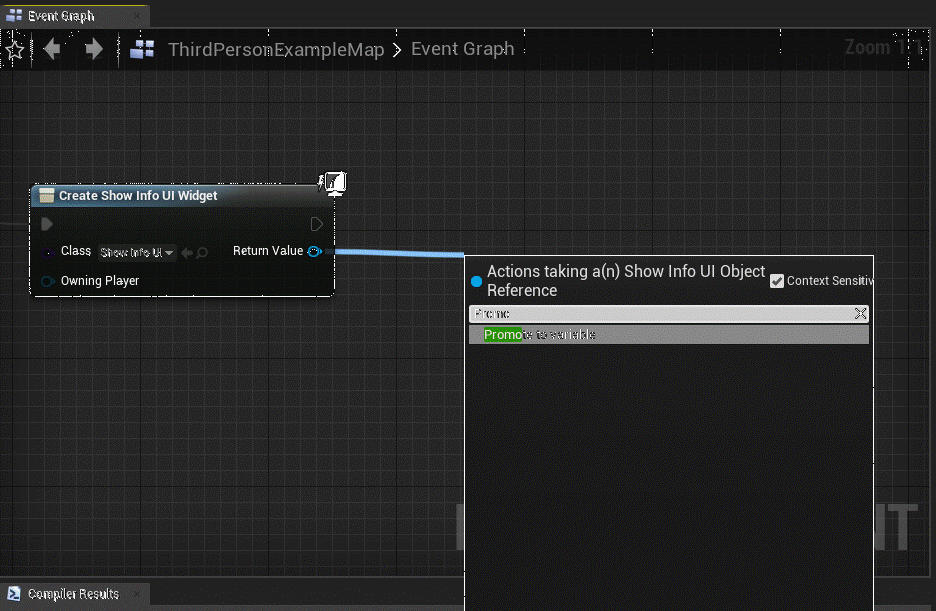 Event Graph
ThirdPersonExampleMap > Event Graph
Zoom 1:1
Create Show Info UI Widget
Class Show Info UI Return Value
Owning Player
Actions taking a(n) Show Info UI Object
Reference
Context Sensitiv
Promo
Promote to variable
NT
Compiler Results